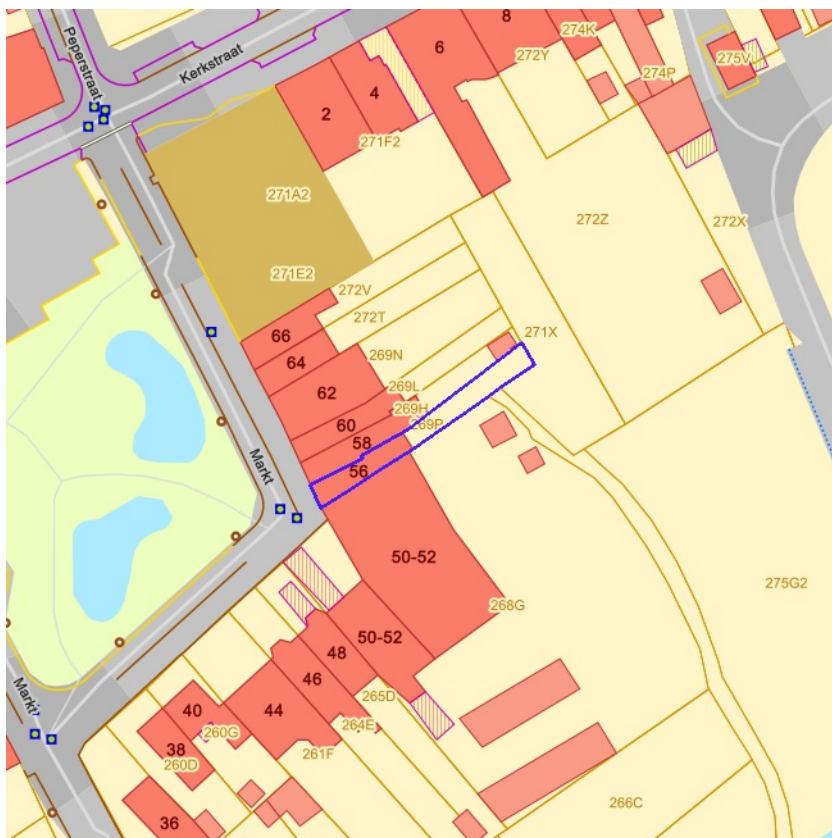 Peperstraat
Kerkstraat
2
4
6
8
272Y
274K
274P
275V
271F2
271A2
271E2
272Z
272X
272V
272T
66
64
62
60
58
56
269N
269L
269H
269P
271X
Markt
50-52
268G
275G2
50-52
48
46
44
265D
264E
261F
40
260G
38
260D
36
266C
Markt